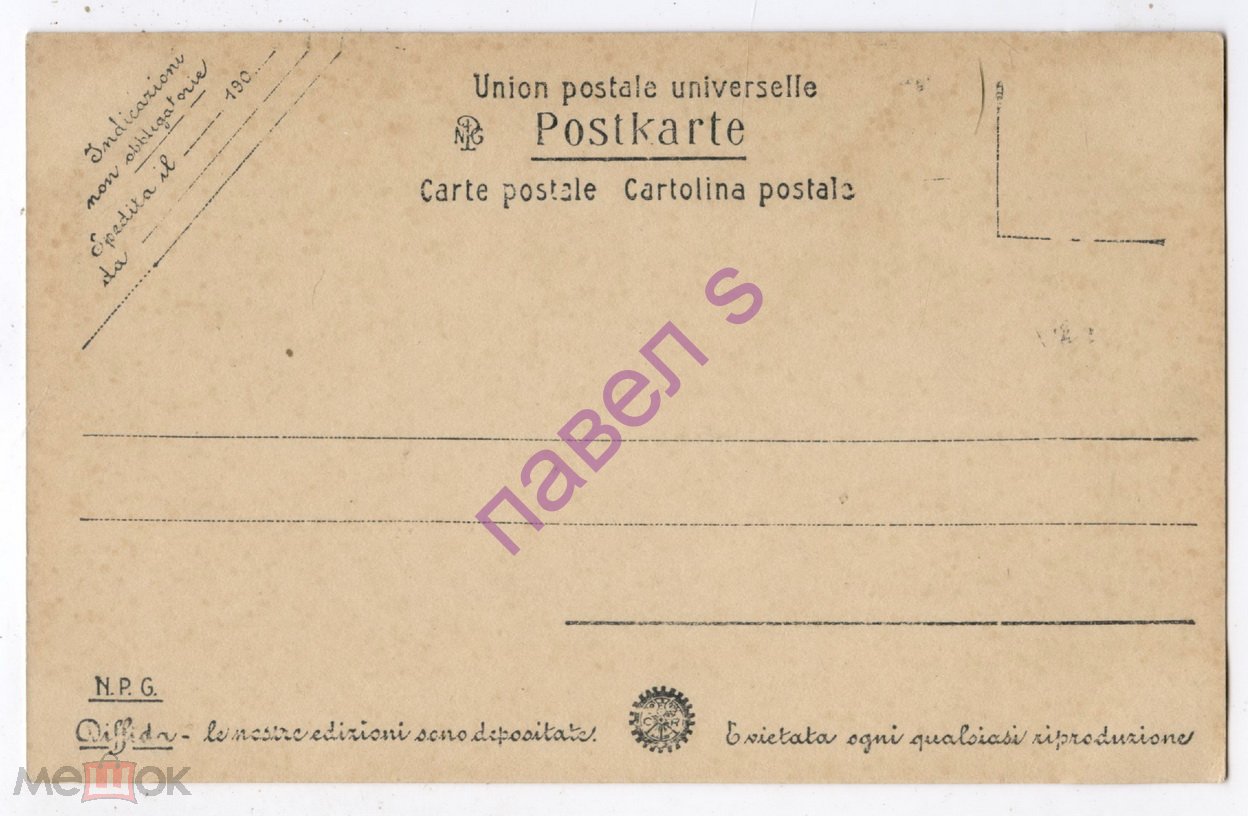 Indicazioni
non obbligatorie
Spedita il 190
da
Union postale universelle
NPG Postkarte
Carte postale Cartolina postale
павел s
N.P.G.
Diffida - le nostre edizioni sono depositate.
E vietata ogni qualsiasi riproduzione
мешок